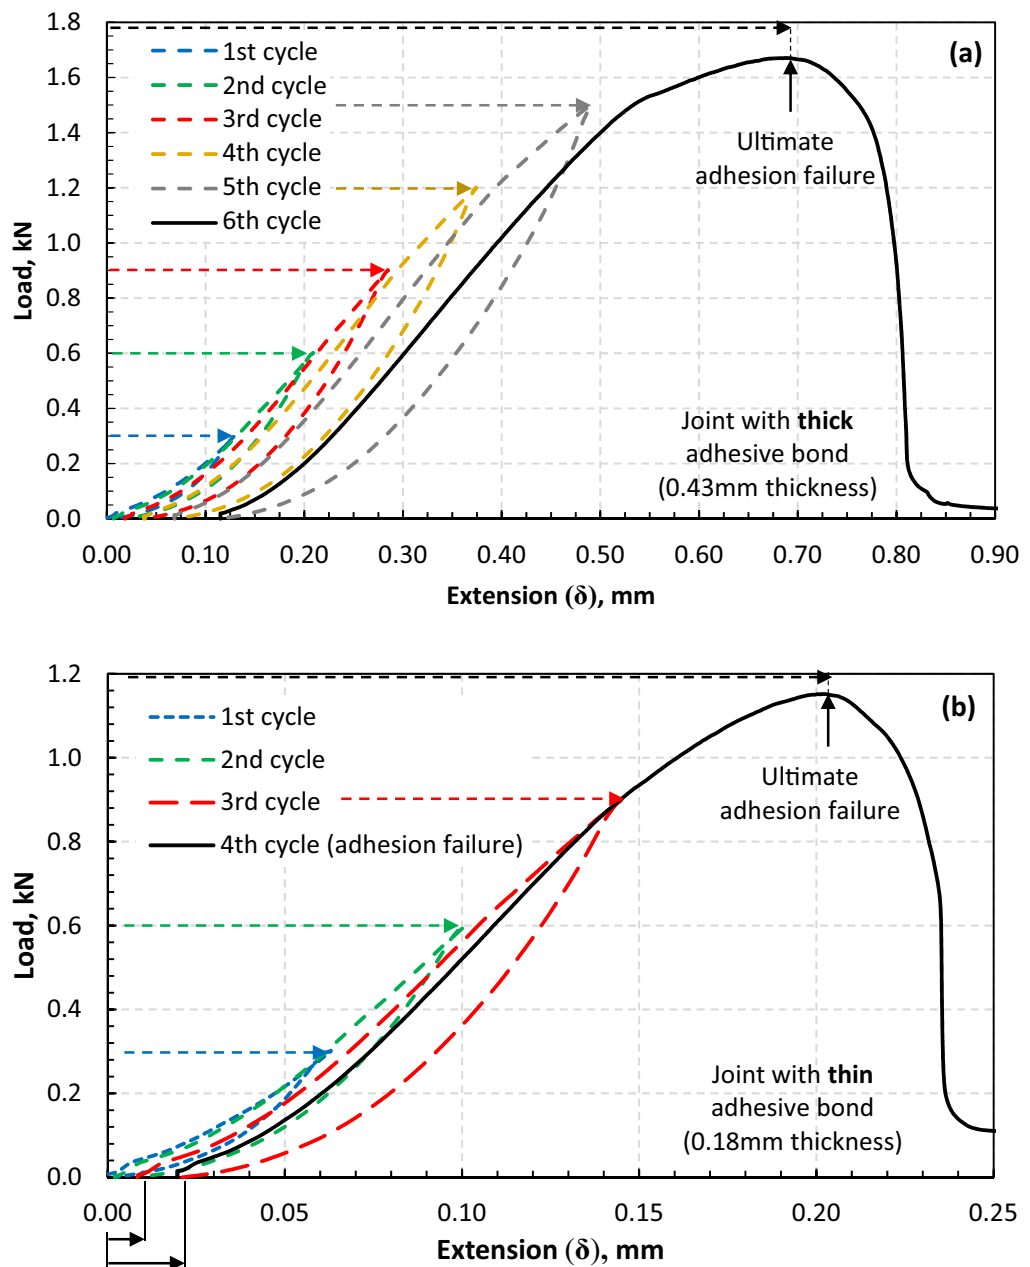 1.8
1.6
1.4
1.2
1.0
0.8
0.6
0.4
0.2
0.0
Load, kN
1st cycle
2nd cycle
3rd cycle
4th cycle
5th cycle
6th cycle
(a)
Ultimate
adhesion failure
Joint with thick
adhesive bond
(0.43mm thickness)
0.00 0.10 0.20 0.30 0.40 0.50 0.60 0.70 0.80 0.90
Extension (δ), mm
1.2
1.0
0.8
0.6
0.4
0.2
0.0
Load, kN
1st cycle
2nd cycle
3rd cycle
4th cycle (adhesion failure)
(b)
Ultimate
adhesion failure
Joint with thin
adhesive bond
(0.18mm thickness)
0.00 0.05 0.10 0.15 0.20 0.25
Extension (δ), mm